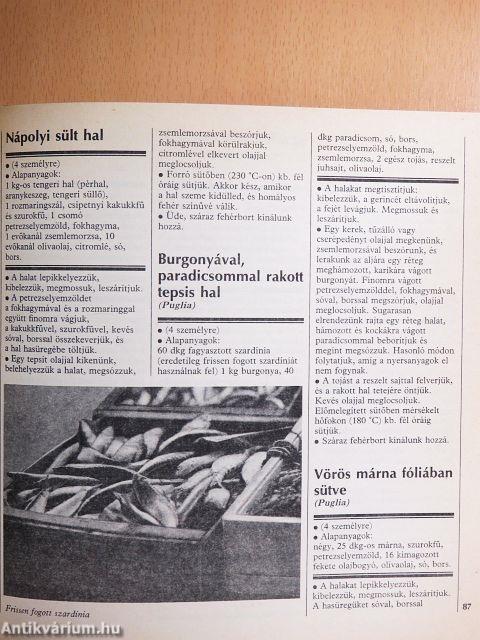 Nápolyi sült hal
• (4 személyre)
• Alapanyagok:
1 kg-os tengeri hal (pérhal,
aranykeszeg, tengeri süllő),
1 rozmaringszál, csipetnyi kakukkfű
és szurokfű, 1 csomó
petrezselyemzöld, fokhagyma,
1 evőkanál zsemlemorzsa, 10
evőkanál olívaolaj, citromlé, só,
bors.
• A halat lepikkelyezzük,
kibelezzük, megmossuk, leszárítjuk.
• A petrezselyemzöldet
a fokhagymával és a rozmaringgal
együtt finomra vágjuk,
a kakukkfűvel, szurokfűvel, kevés
sóval, borssal összekeverjük, és
a hal hasüregébe töltjük.
• Egy tepsit olajjal kikenünk,
belehelyezzük a halat, megsózzuk,
zsemlemorzsával beszórjuk,
fokhagymával körülrakjuk,
citromlével elkevert olajjal
meglocsoljuk.
• Forró sütőben (230 °C-on) kb. fél
óráig sütjük. Akkor kész, amikor
a hal szeme kidülled, és homályos
fehér színűvé válik.
• Üde, száraz fehérbort kínálunk
hozzá.
Burgonyával,
paradicsommal rakott
tepsis hal
(Puglia)
• (4 személyre)
• Alapanyagok:
60 dkg fagyasztott szardínia
(eredetileg frissen fogott szardíniát
használnak fel) 1 kg burgonya, 40
dkg paradicsom, só, bors,
petrezselyemzöld, fokhagyma,
zsemlemorzsa, 2 egész tojás, reszelt
juhsajt, olívaolaj.
• A halakat megtisztítjuk:
kibelezzük, a gerincét eltávolítjuk,
a fejét levágjuk. Megmossuk és
leszárítjuk.
• Egy kerek, tűzálló vagy
cserépedényt olajjal megkenünk,
zsemlemorzsával beszórunk, és
lerakunk az aljára egy réteg
meghámozott, karikára vágott
burgonyát. Finomra vágott
petrezselyemzölddel, fokhagymával,
sóval, borssal megszórjuk, olajjal
meglocsoljuk. Sugarasan
elrendezünk rajta egy réteg halat,
hámozott és kockákra vágott
paradicsommal beborítjuk és
megint megsózzuk. Hasonló módon
folytatjuk, amíg a nyersanyagok el
nem fogynak.
• A tojást a reszelt sajttal felverjük,
és a rakott hal tetejére öntjük.
Kevés olajjal meglocsoljuk.
Előmelegített sütőben mérsékelt
hőfokon (180 °C) kb. fél óráig
sütjük.
• Száraz fehérbort kínálunk hozzá.
Vörös márna fóliában
sütve
(Puglia)
• (4 személyre)
• Alapanyagok:
négy, 25 dkg-os márna, szurokfű,
petrezselyemzöld, 16 kimagozott
fekete olajbogyó, olívaolaj, só, bors.
• A halakat lepikkelyezzük,
kibelezzük, megmossuk, leszárítjuk.
A hasüregüket sóval, borssal
Frissen fogott szardínia
87
Antikvárium.hu